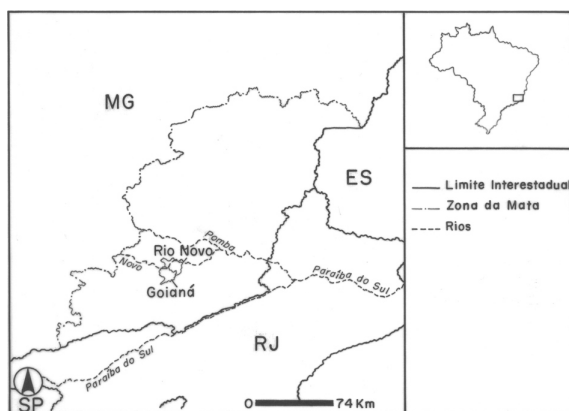 MG
ES
Limite Interestadual
Zona da Mata
Rios
Pomba
Rio Novo
Novo
Paraíba do Sul
Goianá
RJ
Paraíba do Sul
SP
0 74 Km